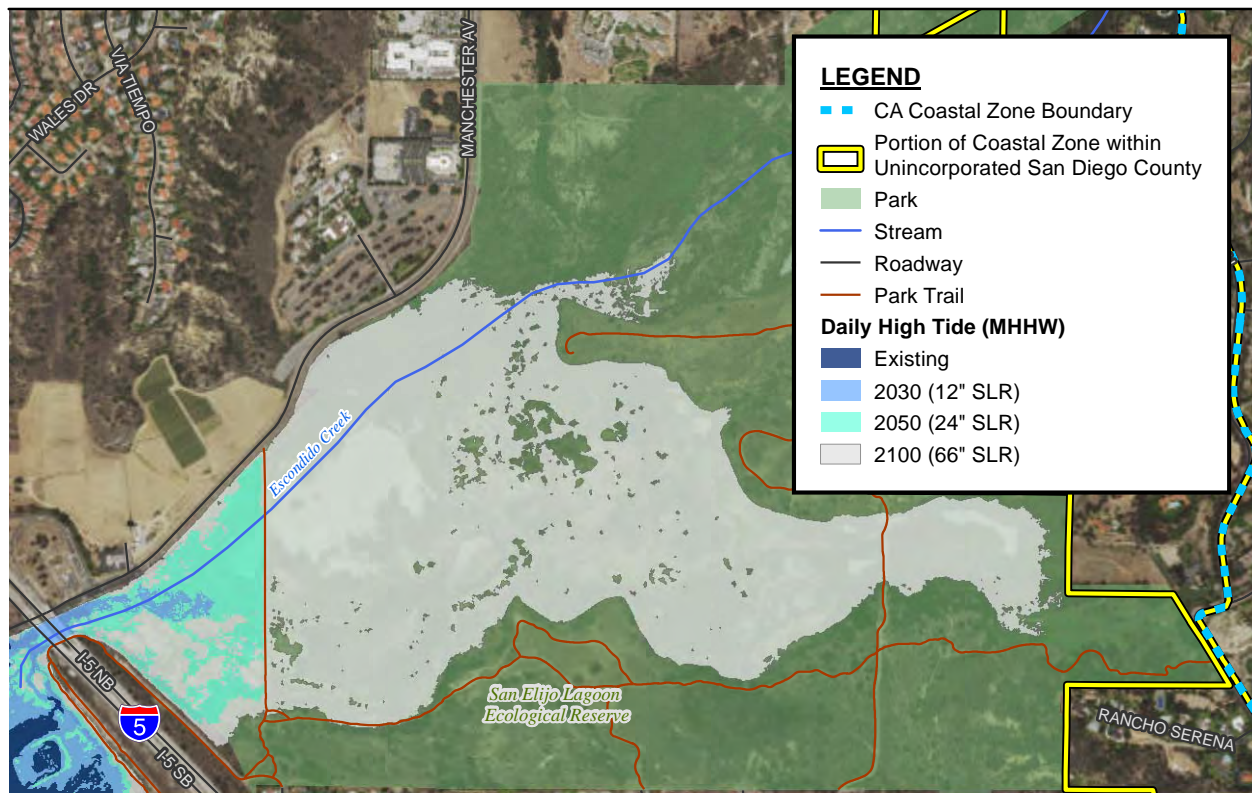 WALES DR
VIA TIEMPO
MANCHESTER AV
LEGEND
CA Coastal Zone Boundary
Portion of Coastal Zone within
Unincorporated San Diego County
Park
Stream
Roadway
Park Trail
Daily High Tide (MHHW)
Existing
2030 (12" SLR)
2050 (24" SLR)
2100 (66" SLR)
Escondido Creek
I-5 NB
5
I-5 SB
San Elijo Lagoon
Ecological Reserve
RANCHO SERENA